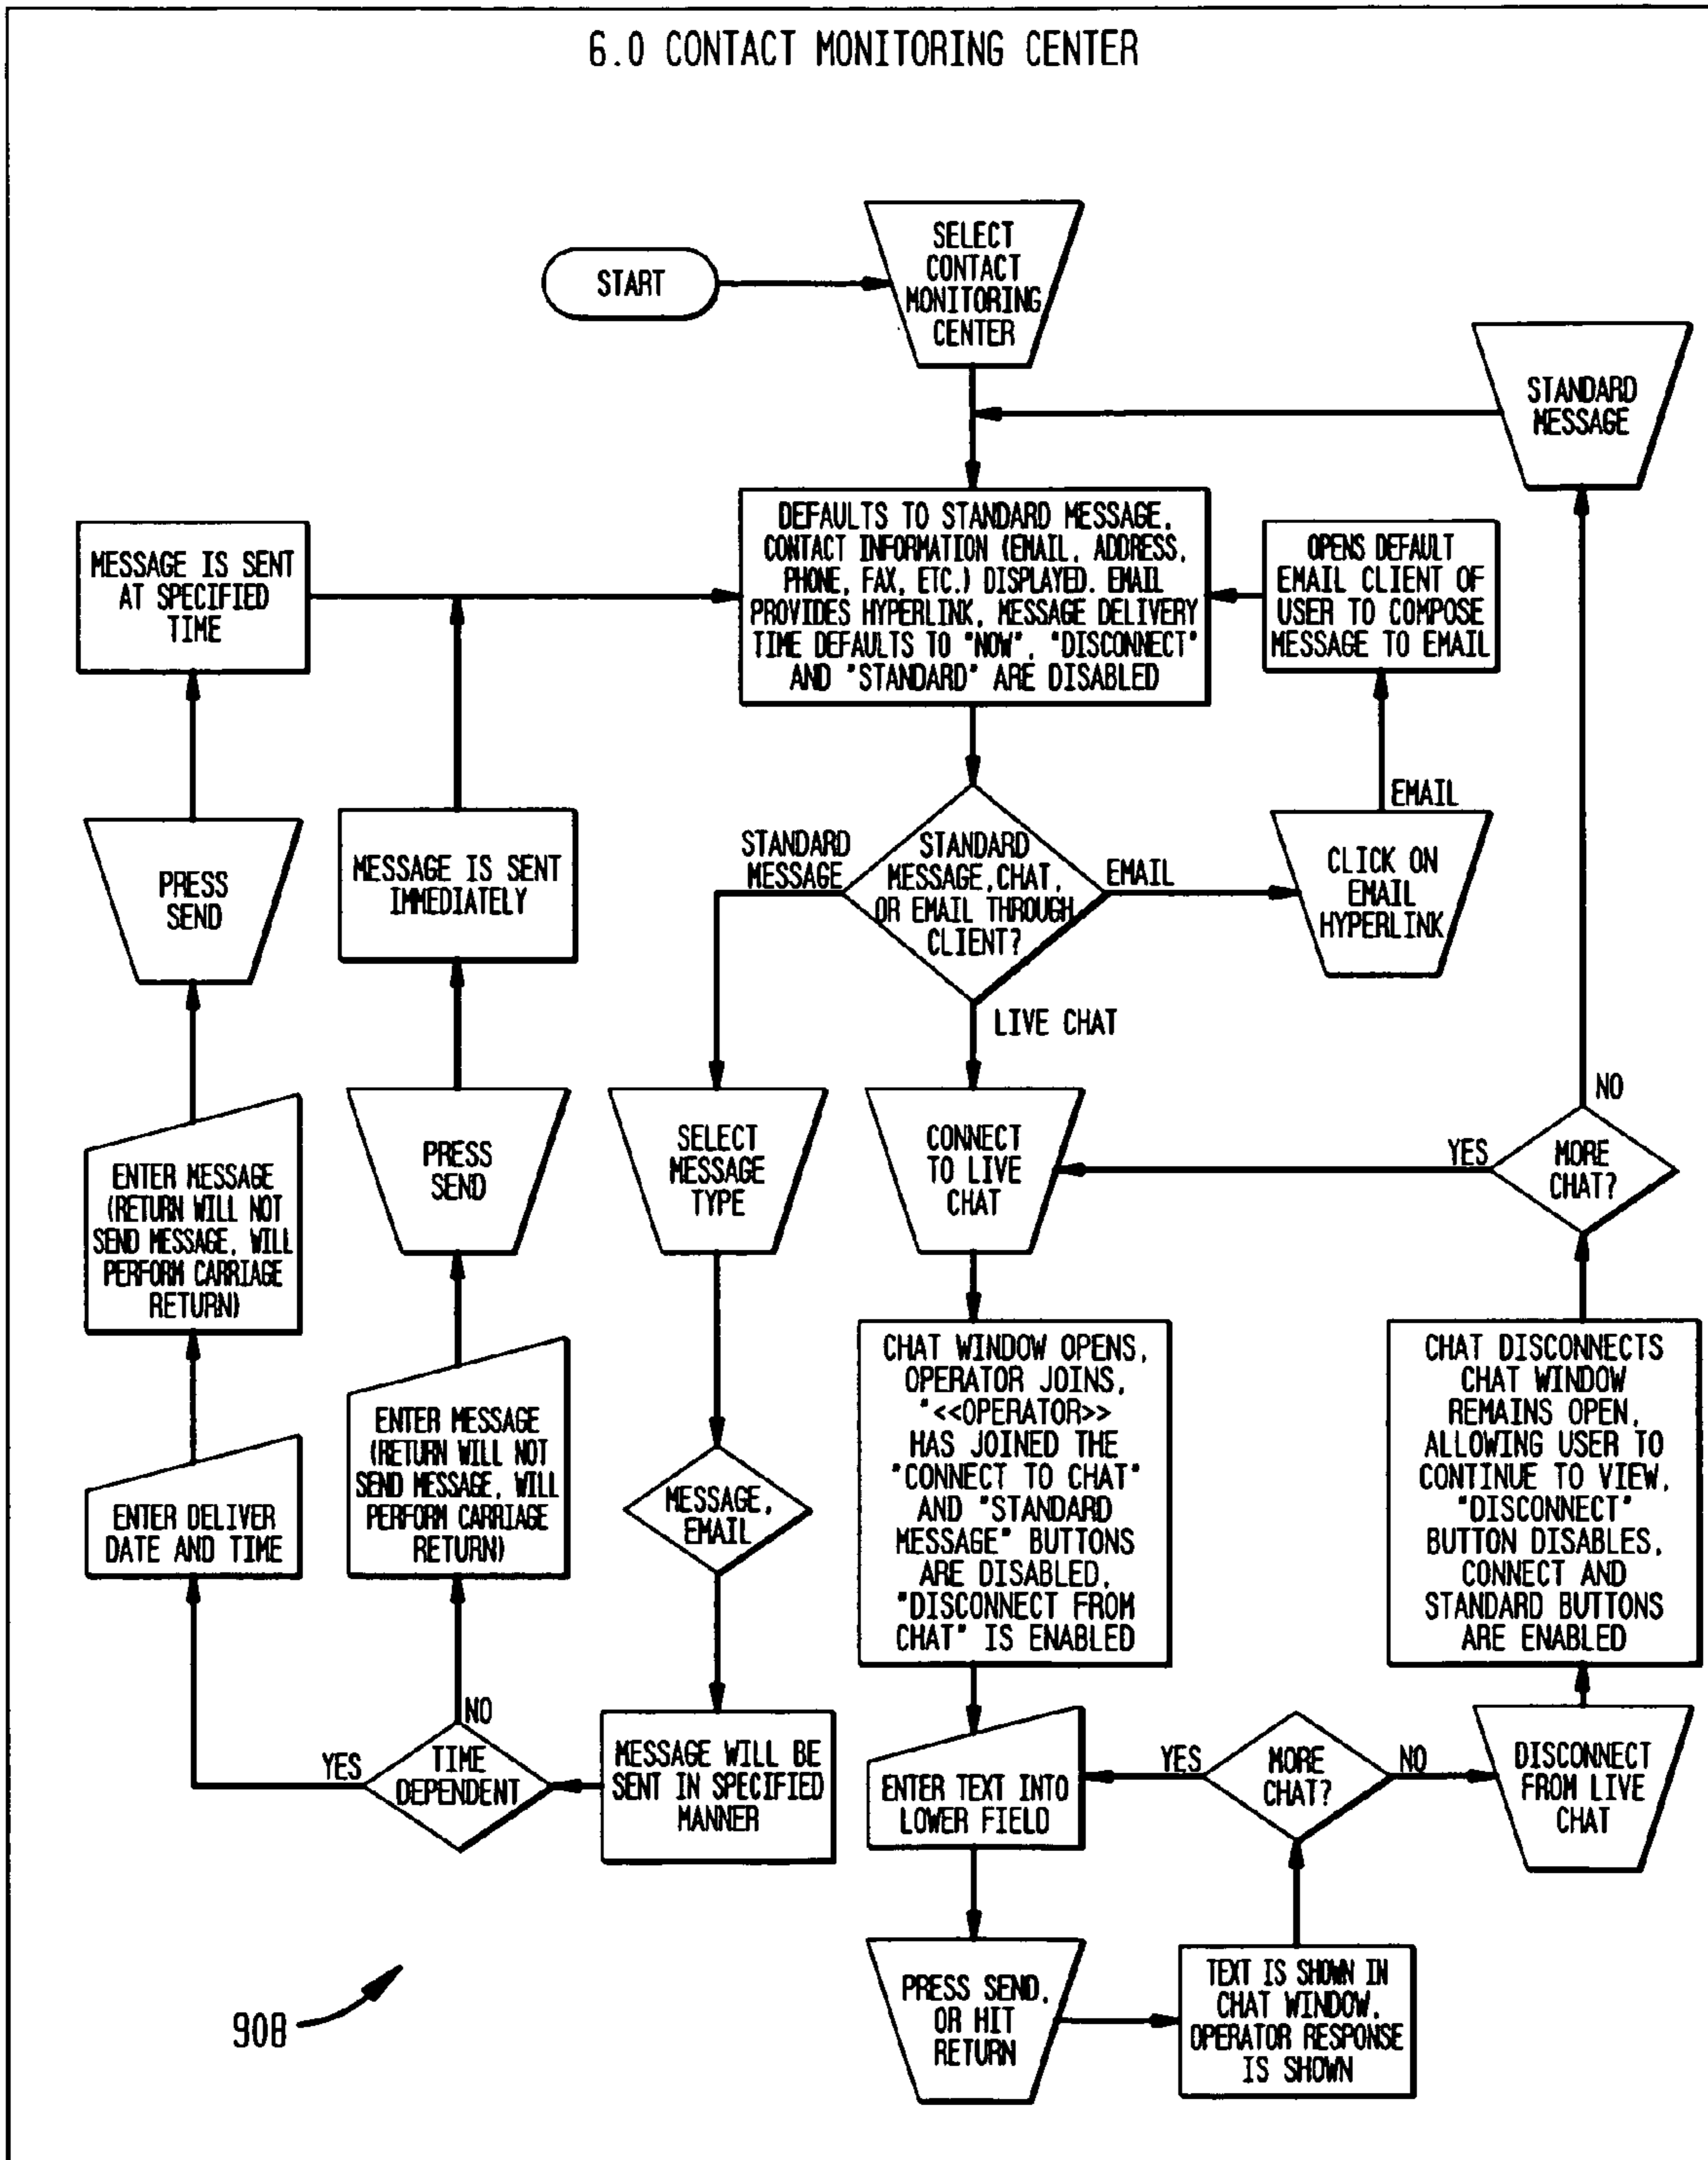 6.0 CONTACT MONITORING CENTER
START
SELECT
CONTACT
MONITORING
CENTER
STANDARD
MESSAGE
DEFAULTS TO STANDARD MESSAGE,
CONTACT INFORMATION (EMAIL, ADDRESS,
PHONE, FAX, ETC.) DISPLAYED. EMAIL
PROVIDES HYPERLINK, MESSAGE DELIVERY
TIME DEFAULTS TO "NOW". "DISCONNECT"
AND "STANDARD" ARE DISABLED
OPENS DEFAULT
EMAIL CLIENT OF
USER TO COMPOSE
MESSAGE TO EMAIL
MESSAGE IS SENT
AT SPECIFIED
TIME
EMAIL
CLICK ON
EMAIL
HYPERLINK
STANDARD
MESSAGE
STANDARD
MESSAGE, CHAT,
OR EMAIL THROUGH
CLIENT?
EMAIL
LIVE CHAT
PRESS
SEND
MESSAGE IS SENT
IMMEDIATELY
ENTER MESSAGE
(RETURN WILL NOT
SEND MESSAGE, WILL
PERFORM CARRIAGE
RETURN)
PRESS
SEND
SELECT
MESSAGE
TYPE
CONNECT
TO LIVE
CHAT
YES
MORE
CHAT?
NO
ENTER DELIVER
DATE AND TIME
ENTER MESSAGE
(RETURN WILL NOT
SEND MESSAGE, WILL
PERFORM CARRIAGE
RETURN)
MESSAGE,
EMAIL
CHAT WINDOW OPENS,
OPERATOR JOINS,
"<<OPERATOR>>
HAS JOINED THE
"CONNECT TO CHAT"
AND "STANDARD
MESSAGE" BUTTONS
ARE DISABLED,
"DISCONNECT FROM
CHAT" IS ENABLED
CHAT DISCONNECTS
CHAT WINDOW
REMAINS OPEN,
ALLOWING USER TO
CONTINUE TO VIEW,
"DISCONNECT"
BUTTON DISABLES,
CONNECT AND
STANDARD BUTTONS
ARE ENABLED
YES
TIME
DEPENDENT
NO
MESSAGE WILL BE
SENT IN SPECIFIED
MANNER
ENTER TEXT INTO
LOWER FIELD
YES
MORE
CHAT?
NO
DISCONNECT
FROM LIVE
CHAT
PRESS SEND,
OR HIT
RETURN
TEXT IS SHOWN IN
CHAT WINDOW,
OPERATOR RESPONSE
IS SHOWN
908